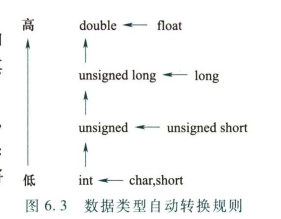 高 double float
unsigned long long
unsigned unsigned short
低 int char,short
图 6.3 数据类型自动转换规则